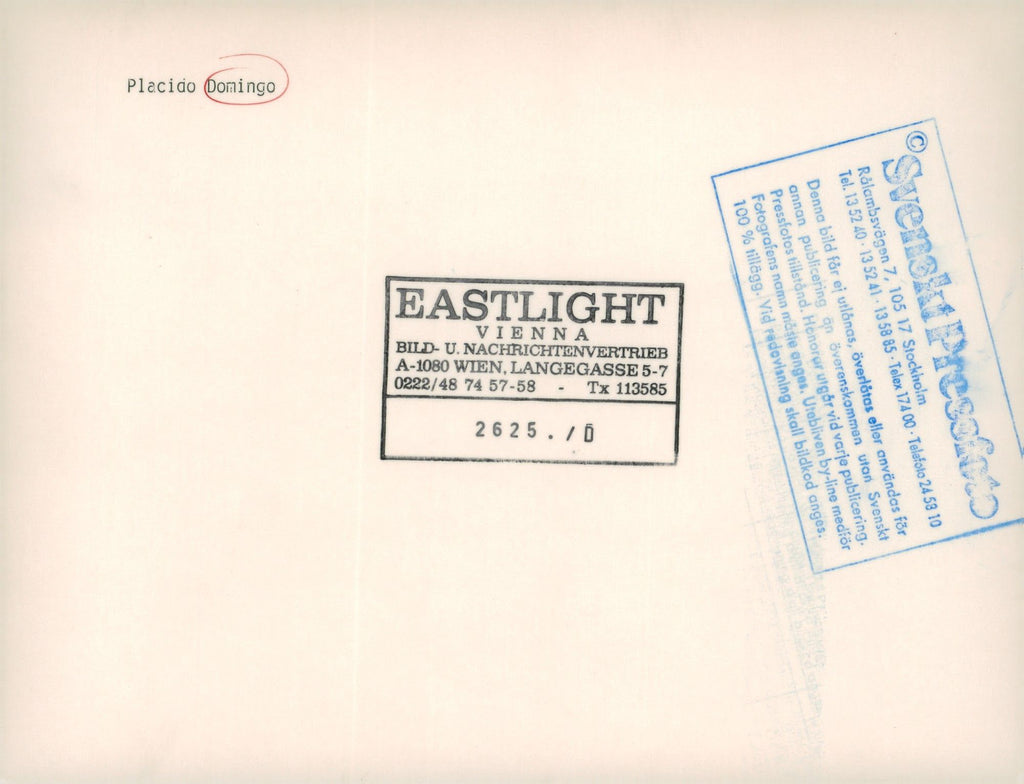 Placido Domingo
EASTLIGHT
VIENNA
BILD- U. NACHRICHTENVERTRIEB
A-1080 WIEN, LANGEGASSE 5-7
0222/48 74 57-58 - Tx 113585
2625./D
© Svenskt Pressfoto
Rålambsvägen 7, 105 17 Stockholm
Tel. 13 52 40 · 13 52 41 · 13 58 85 · Telex 174 00 · Telefoto 24 58 10
Denna bild får ej utlånas, överlåtas eller användas för
annan publicering än överenskommen utan Svenskt
Pressfotos tillstånd. Honorar utgår vid varje publicering.
Fotografens namn måste anges. Utebliven by-line medför
100 % tillägg. Vid redovisning skall bildkod anges.